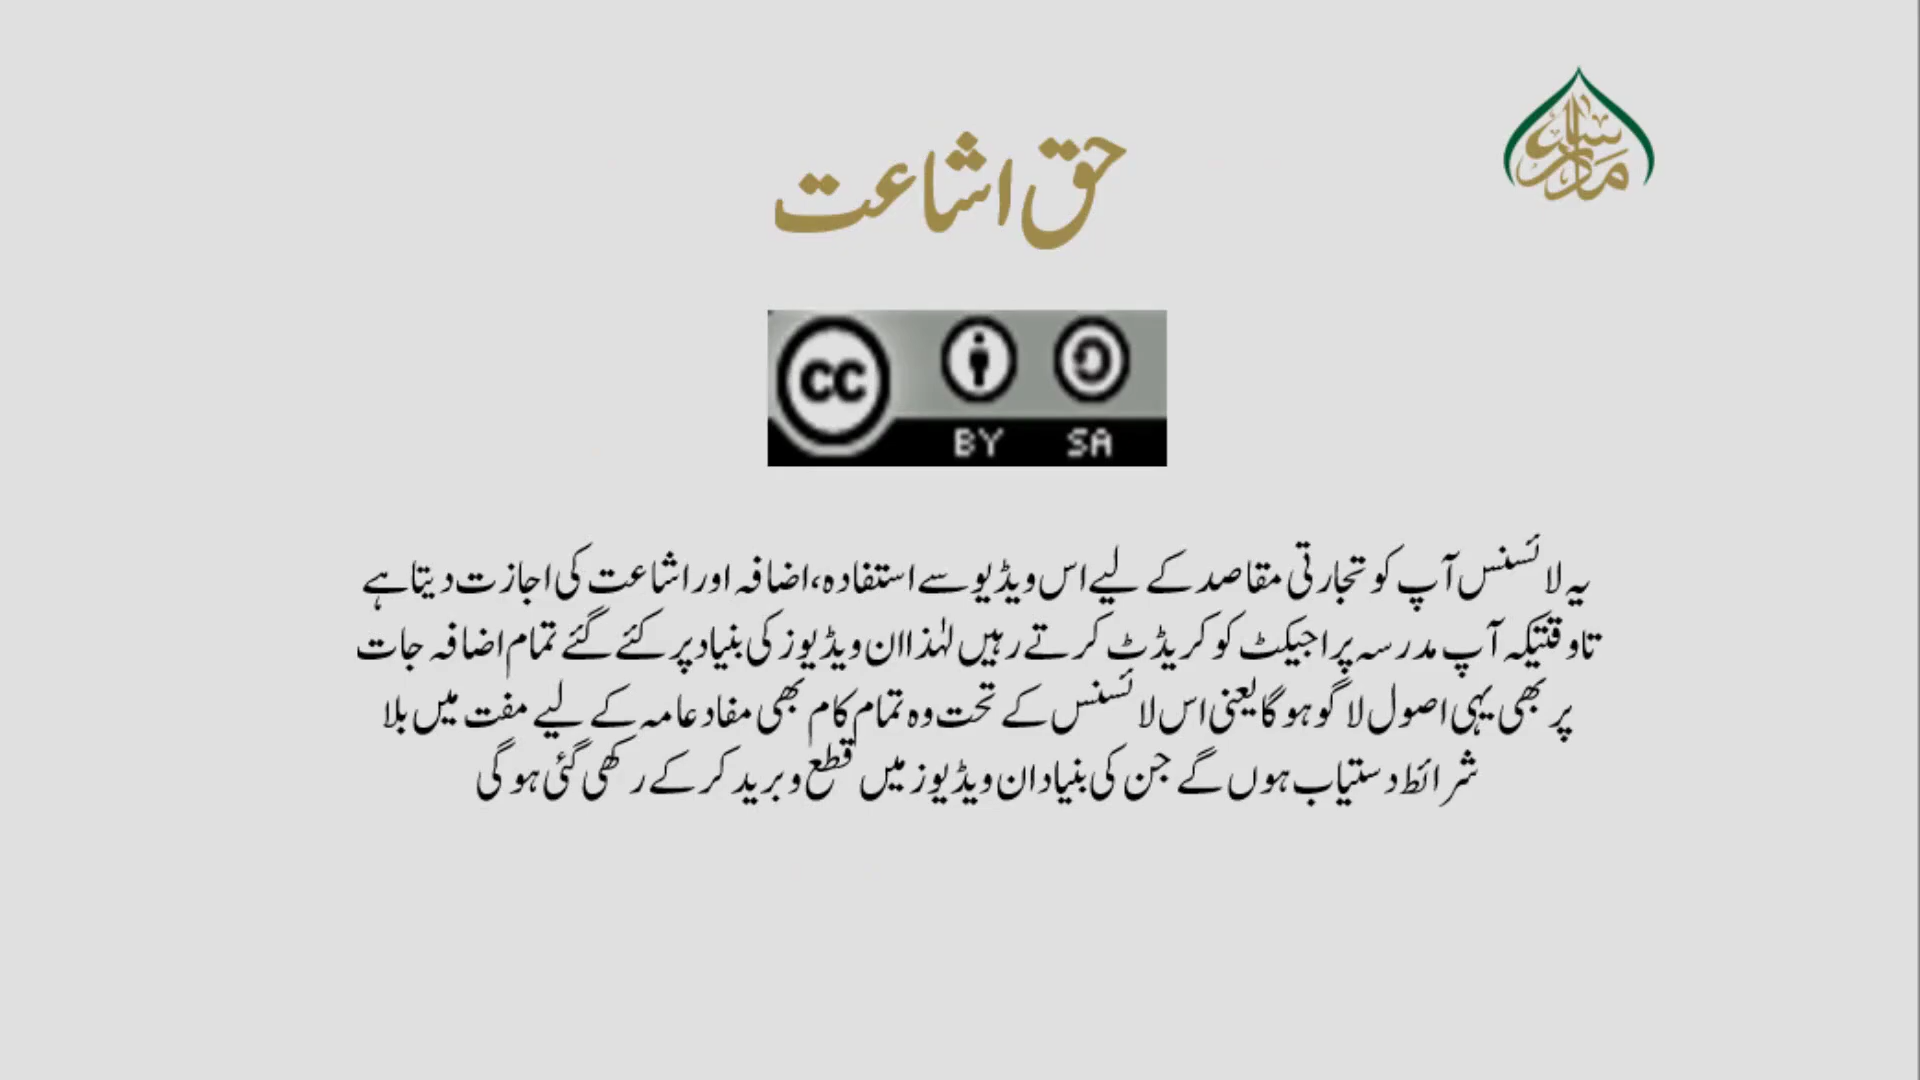 مدرسہ
حق اشاعت
cc
BY SA
یہ لائسنس آپ کو تجارتی مقاصد کے لیے اس ویڈیو سے استفادہ، اضافہ اور اشاعت کی اجازت دیتا ہے
تاوقتیکہ آپ مدرسہ پراجیکٹ کو کریڈٹ کرتے رہیں لہٰذا ان ویڈیوز کی بنیاد پر کئے گئے تمام اضافہ جات
پر بھی یہی اصول لاگو ہوگا یعنی اس لائسنس کے تحت وہ تمام کام بھی مفاد عامہ کے لیے مفت میں بلا
شرائط دستیاب ہوں گے جن کی بنیاد ان ویڈیوز میں قطع و برید کر کے رکھی گئی ہو گی